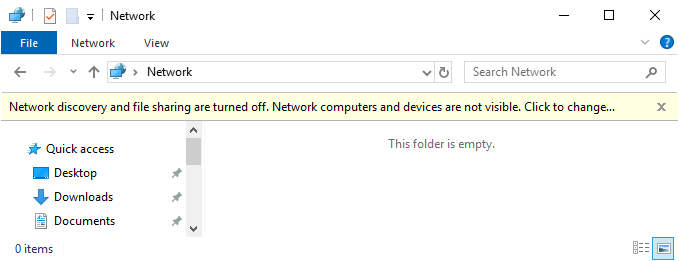 Network
File
Network
View
Network
Search Network
Network discovery and file sharing are turned off. Network computers and devices are not visible. Click to change...
Quick access
This folder is empty.
Desktop
Downloads
Documents
0 items